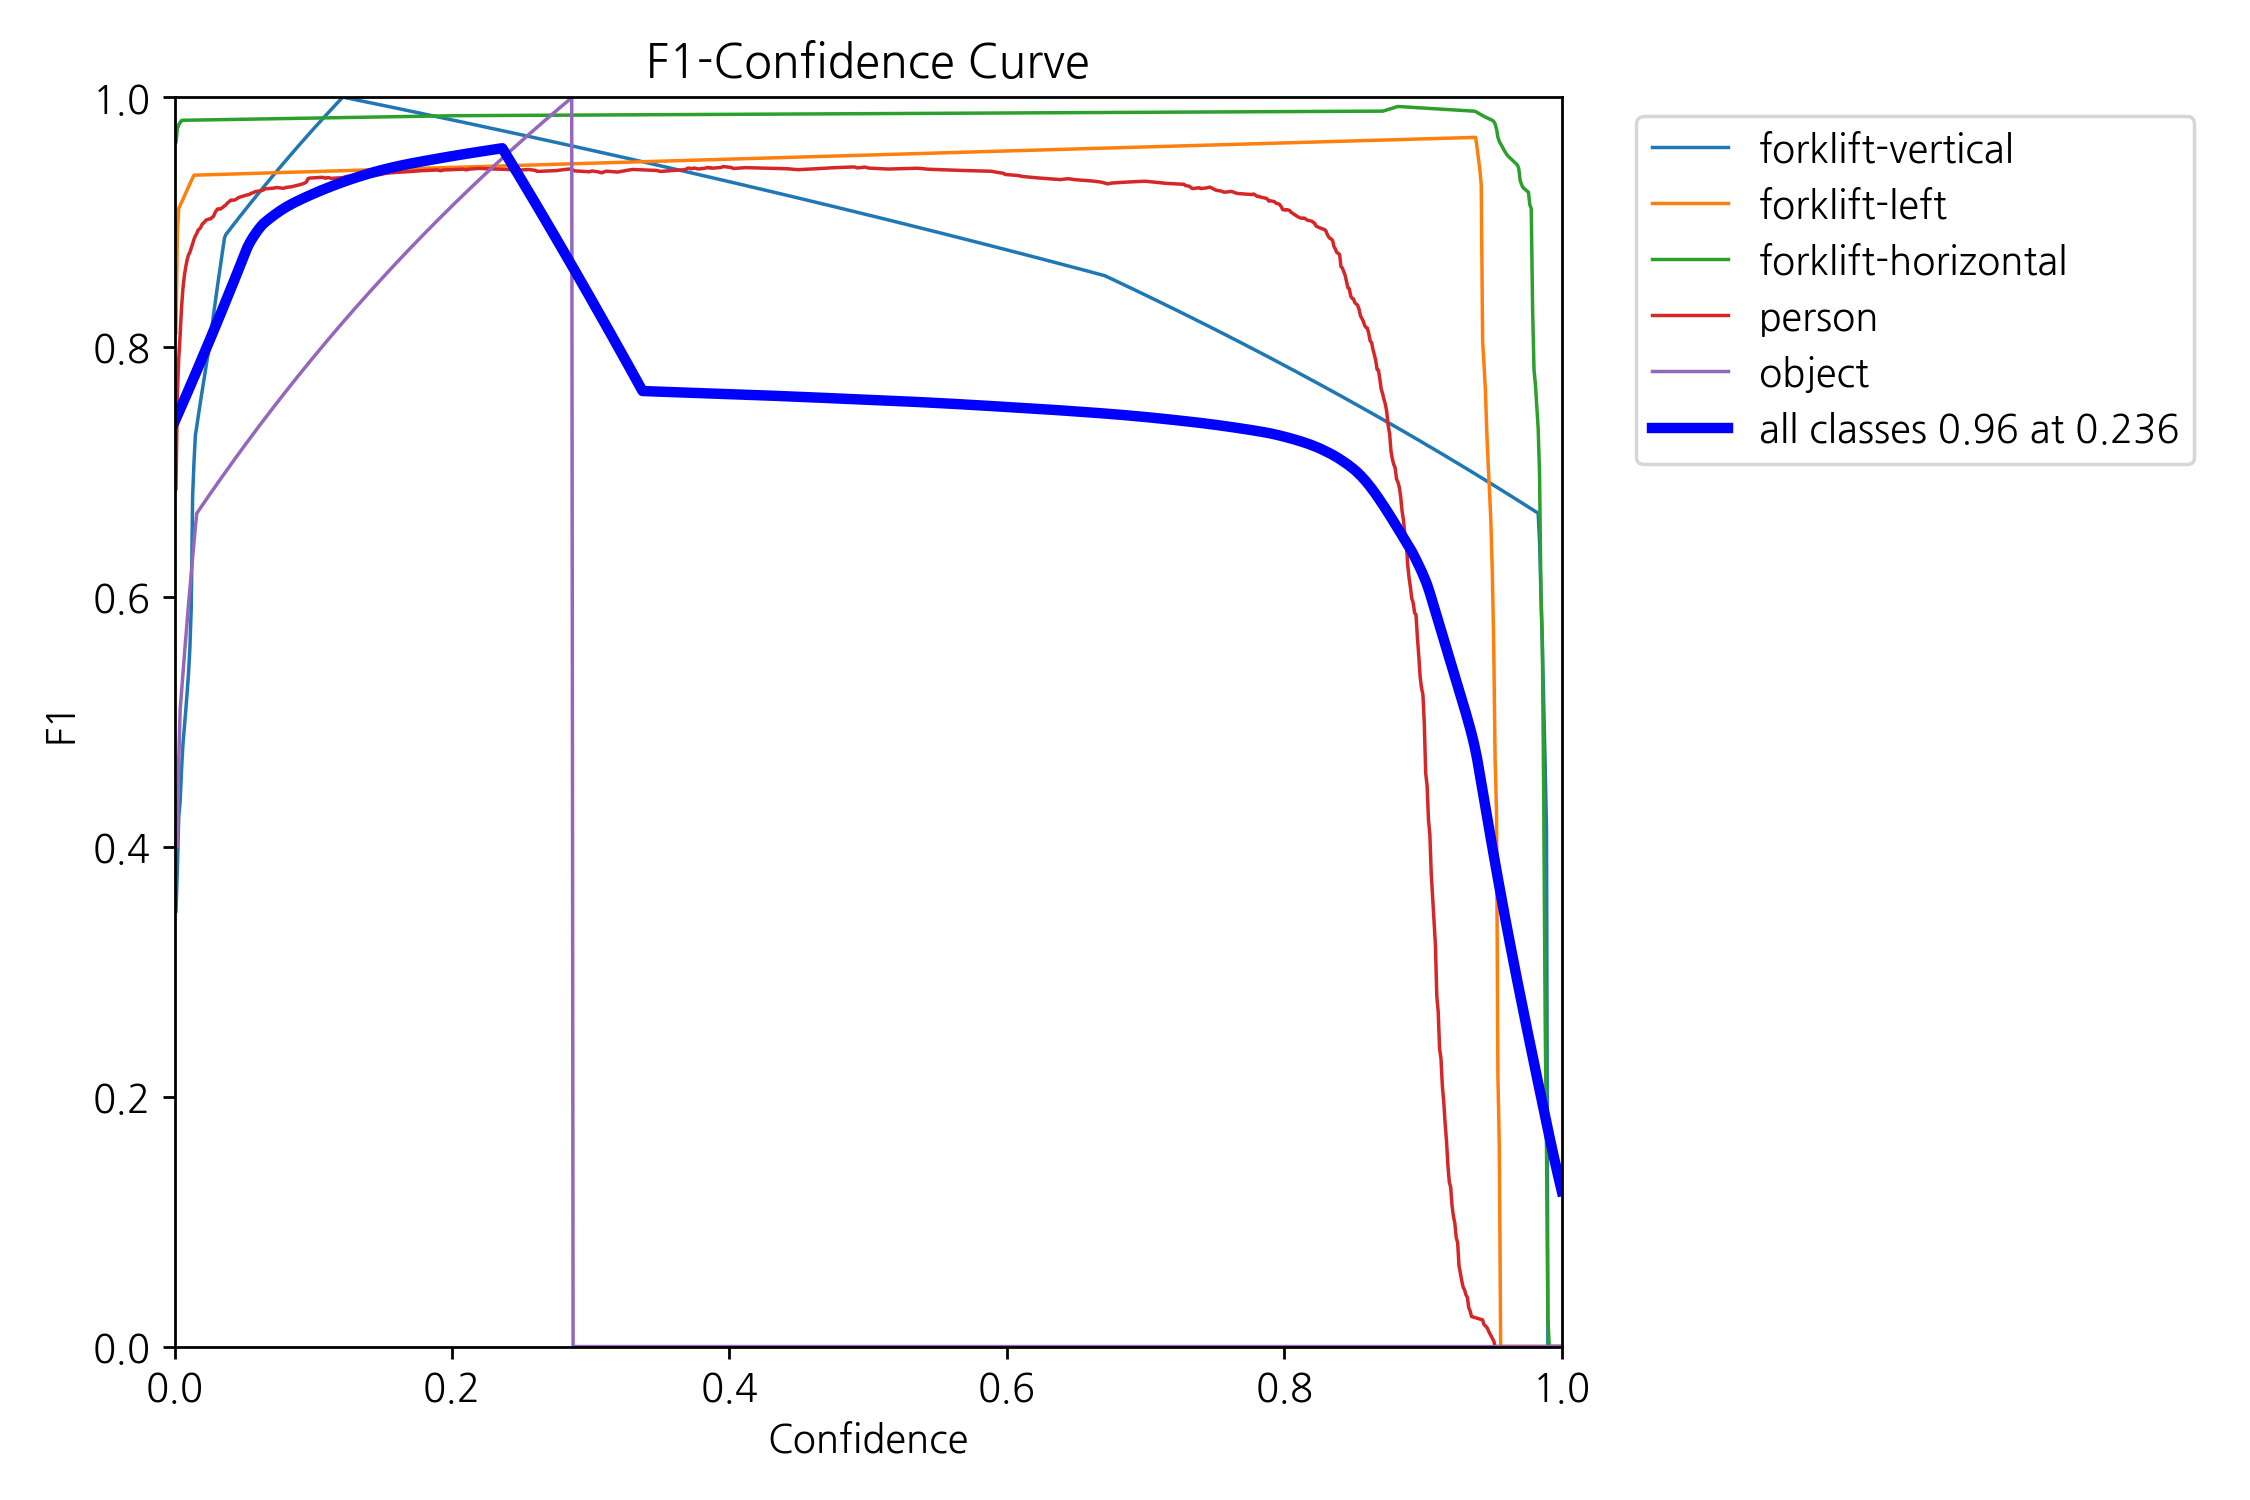 F1-Confidence Curve
1.0
0.8
0.6
0.4
0.2
0.0
F1
0.0 0.2 0.4 0.6 0.8 1.0
Confidence
forklift-vertical
forklift-left
forklift-horizontal
person
object
all classes 0.96 at 0.236